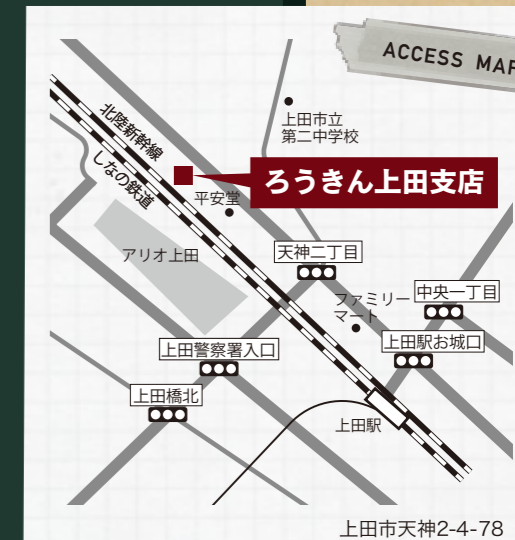 ACCESS MAP
北陸新幹線
しなの鉄道
上田市立
第二中学校
ろうきん上田支店
平安堂
アリオ上田
天神二丁目
ファミリー
マート
中央一丁目
上田駅お城口
上田警察署入口
上田橋北
上田駅
上田市天神2-4-78